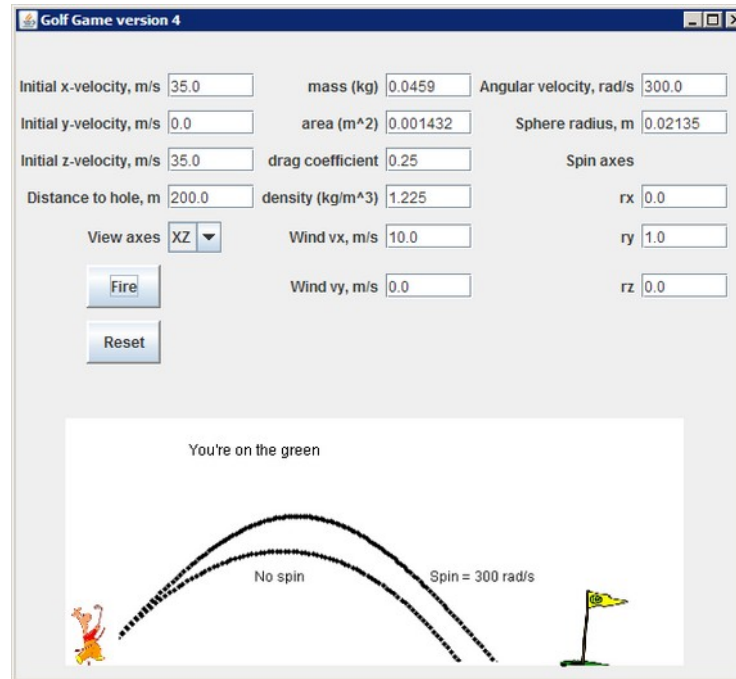 Golf Game version 4
Initial x-velocity, m/s 35.0 mass (kg) 0.0459 Angular velocity, rad/s 300.0
Initial y-velocity, m/s 0.0 area (m^2) 0.001432 Sphere radius, m 0.02135
Initial z-velocity, m/s 35.0 drag coefficient 0.25 Spin axes
Distance to hole, m 200.0 density (kg/m^3) 1.225 rx 0.0
View axes XZ Wind vx, m/s 10.0 ry 1.0
Fire Wind vy, m/s 0.0 rz 0.0
Reset
You're on the green
No spin Spin = 300 rad/s